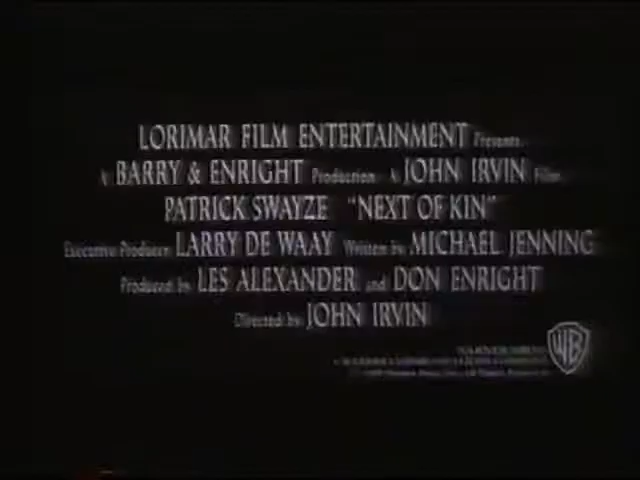 LORIMAR FILM ENTERTAINMENT Presents
A BARRY & ENRIGHT Production A JOHN IRVIN Film
PATRICK SWAYZE "NEXT OF KIN"
Executive Producer LARRY DE WAAY Written by MICHAEL JENNING
Produced by LES ALEXANDER and DON ENRIGHT
Directed by JOHN IRVIN
WB